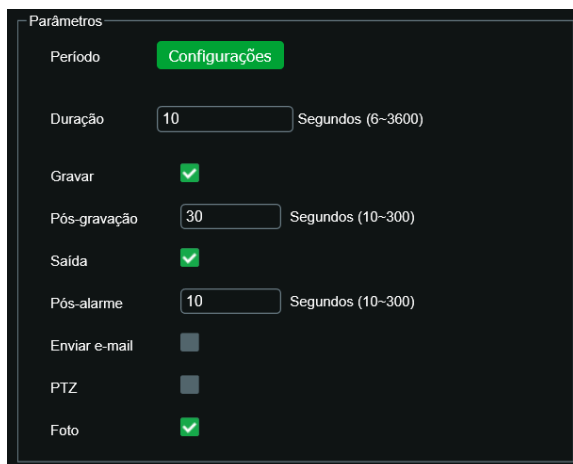 Parâmetros
Período Configurações
Duração 10 Segundos (6~3600)
Gravar
Pós-gravação 30 Segundos (10~300)
Saída
Pós-alarme 10 Segundos (10~300)
Enviar e-mail
PTZ
Foto